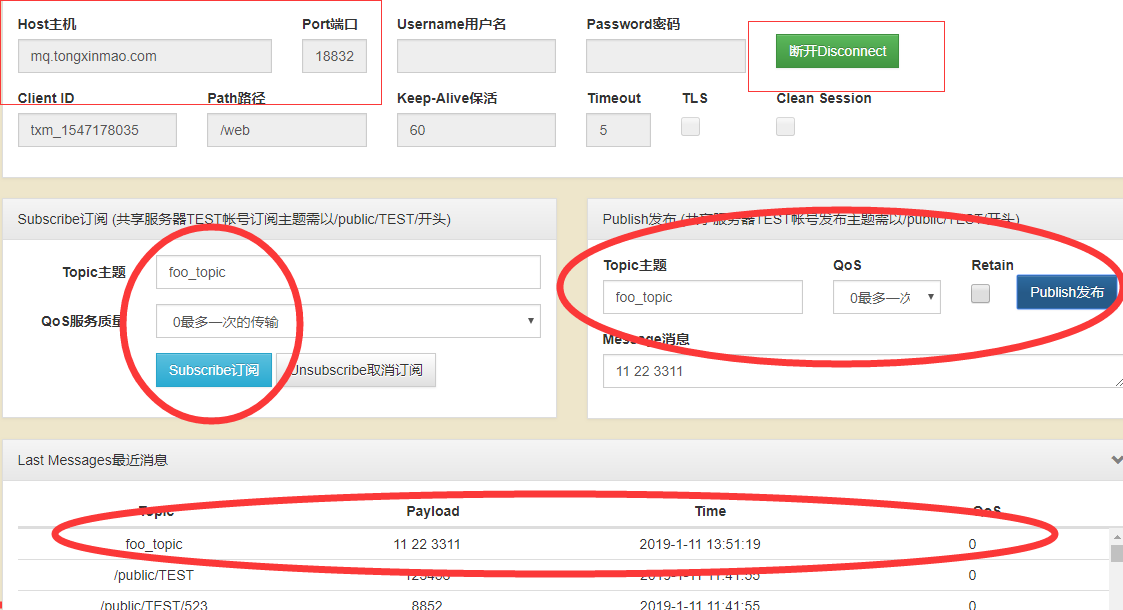 Host主机 Port端口 Username用户名 Password密码
mq.tongxinmao.com 18832 断开Disconnect
Client ID Path路径 Keep-Alive保活 Timeout TLS Clean Session
txm_1547178035 /web 60 5
Subscribe订阅 (共享服务器TEST帐号订阅主题需以/public/TEST/开头)
Topic主题 foo_topic
QoS服务质量 0最多一次的传输
Subscribe订阅 Unsubscribe取消订阅
Publish发布 (共享服务器TEST帐号发布主题需以/public/TEST/开头)
Topic主题 QoS Retain
foo_topic 0最多一次 Publish发布
Message消息
11 22 3311
Last Messages最近消息
Topic Payload Time QoS
foo_topic 11 22 3311 2019-1-11 13:51:19 0
/public/TEST 123456 2019-1-11 11:41:55 0
/public/TEST/523 8852 2019-1-11 11:41:55 0